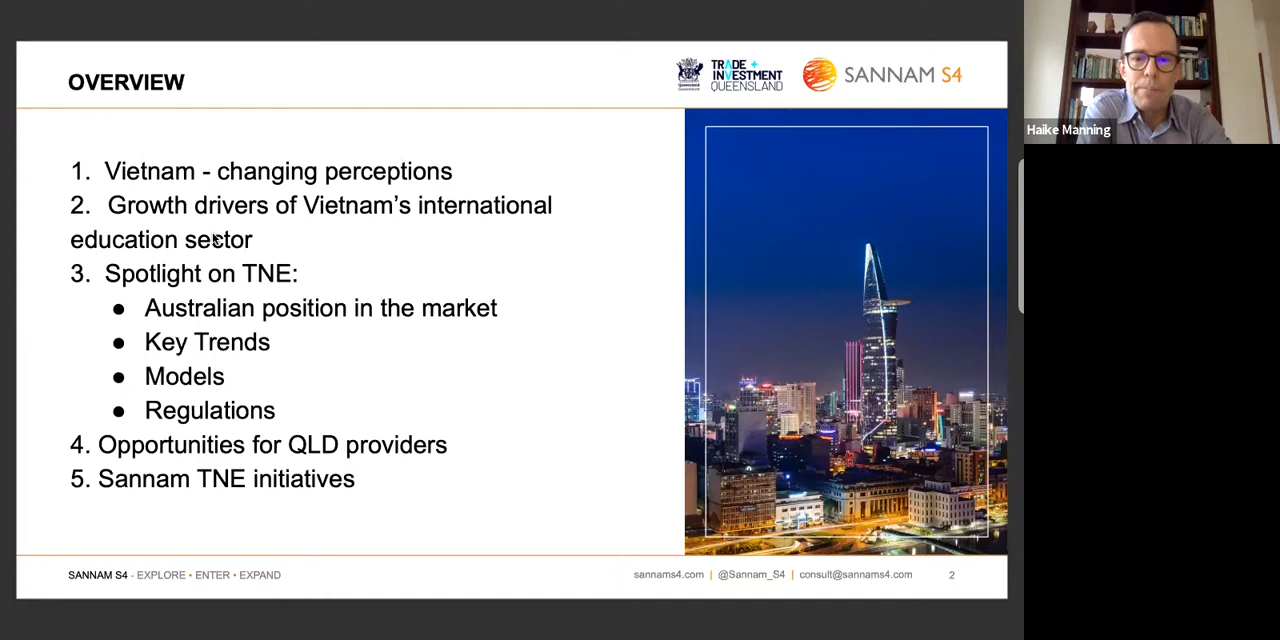 OVERVIEW
TRADE +
INVESTMENT
QUEENSLAND
SANNAM S4
Haike Manning
1. Vietnam - changing perceptions
2. Growth drivers of Vietnam’s international
education sector
3. Spotlight on TNE:
● Australian position in the market
● Key Trends
● Models
● Regulations
4. Opportunities for QLD providers
5. Sannam TNE initiatives
SANNAM S4 - EXPLORE • ENTER • EXPAND
sannams4.com | @Sannam_S4 | consult@sannams4.com 2